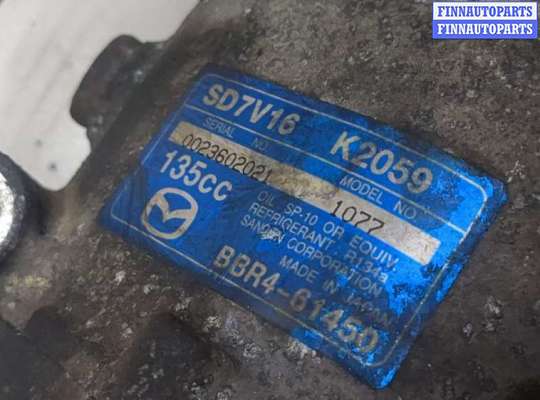 FINNAUTOPARTS
FINNAUTOPARTS
SD7V16 K2059
SERIAL NO. MODEL NO.
0023602021 1077
135CC
OIL SP-10 OR EQUIV.
REFRIGERANT R134a
SANDEN CORPORATION
MADE IN JAPAN
BBR4-61450